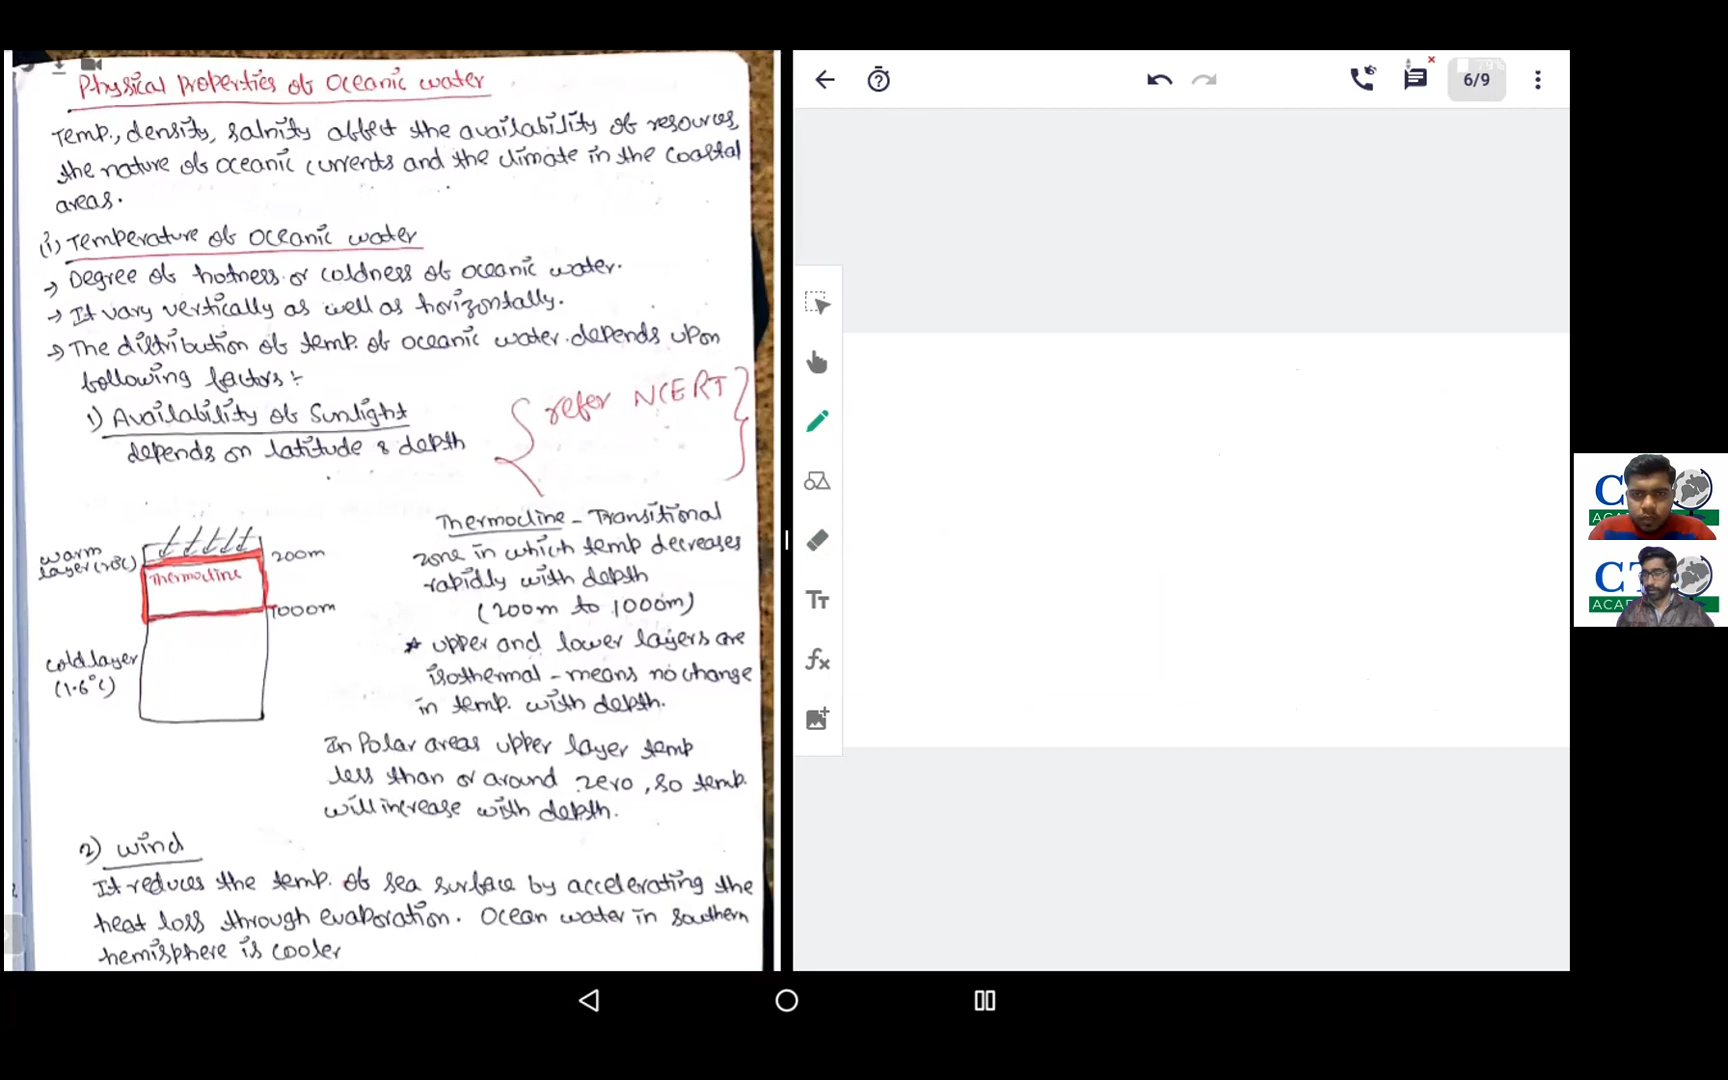 Physical Properties of Oceanic water
Temp., density, salnity affect the availability of resources,
the nature of oceanic currents and the climate in the coastal
areas.
(i) Temperature of oceanic water
→ Degree of hotness or coldness of oceanic water.
→ It vary vertically as well as horizontally.
→ The distribution of temp. of oceanic water depends upon
following factors :-
1) Availability of Sunlight
depends on latitude & depth
{ refer NCERT }
Thermocline - Transitional
zone in which temp decreases
rapidly with depth
(200m to 1000m)
* upper and lower layers are
isothermal - means no change
in temp. with depth.
warm
layer (20°C)
200m
Thermocline
1000m
cold layer
(1.6°C)
In Polar areas upper layer temp
less than or around zero, so temp.
will increase with depth.
2) wind
It reduces the temp. of sea surface by accelerating the
heat loss through evaporation. Ocean water in southern
hemisphere is cooler
79%
6/9
TT
fx
C
ACA
C
ACAD